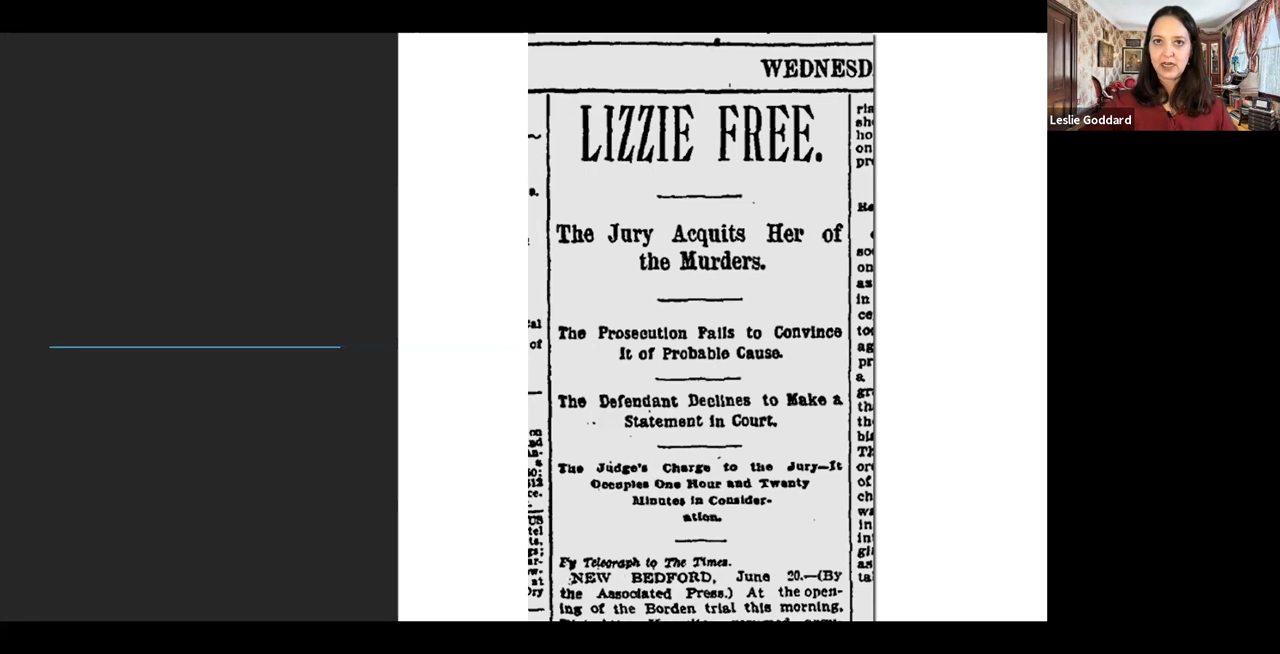 WEDNESD
LIZZIE FREE.
The Jury Acquits Her of
the Murders.
The Prosecution Fails to Convince
It of Probable Cause.
The Defendant Declines to Make a
Statement in Court.
The Judge's Charge to the Jury—It
Occupies One Hour and Twenty
Minutes in Consider-
ation.
By Telegraph to The Times.
NEW BEDFORD, June 20.—(By
the Associated Press.) At the open-
ing of the Borden trial this morning,
Leslie Goddard